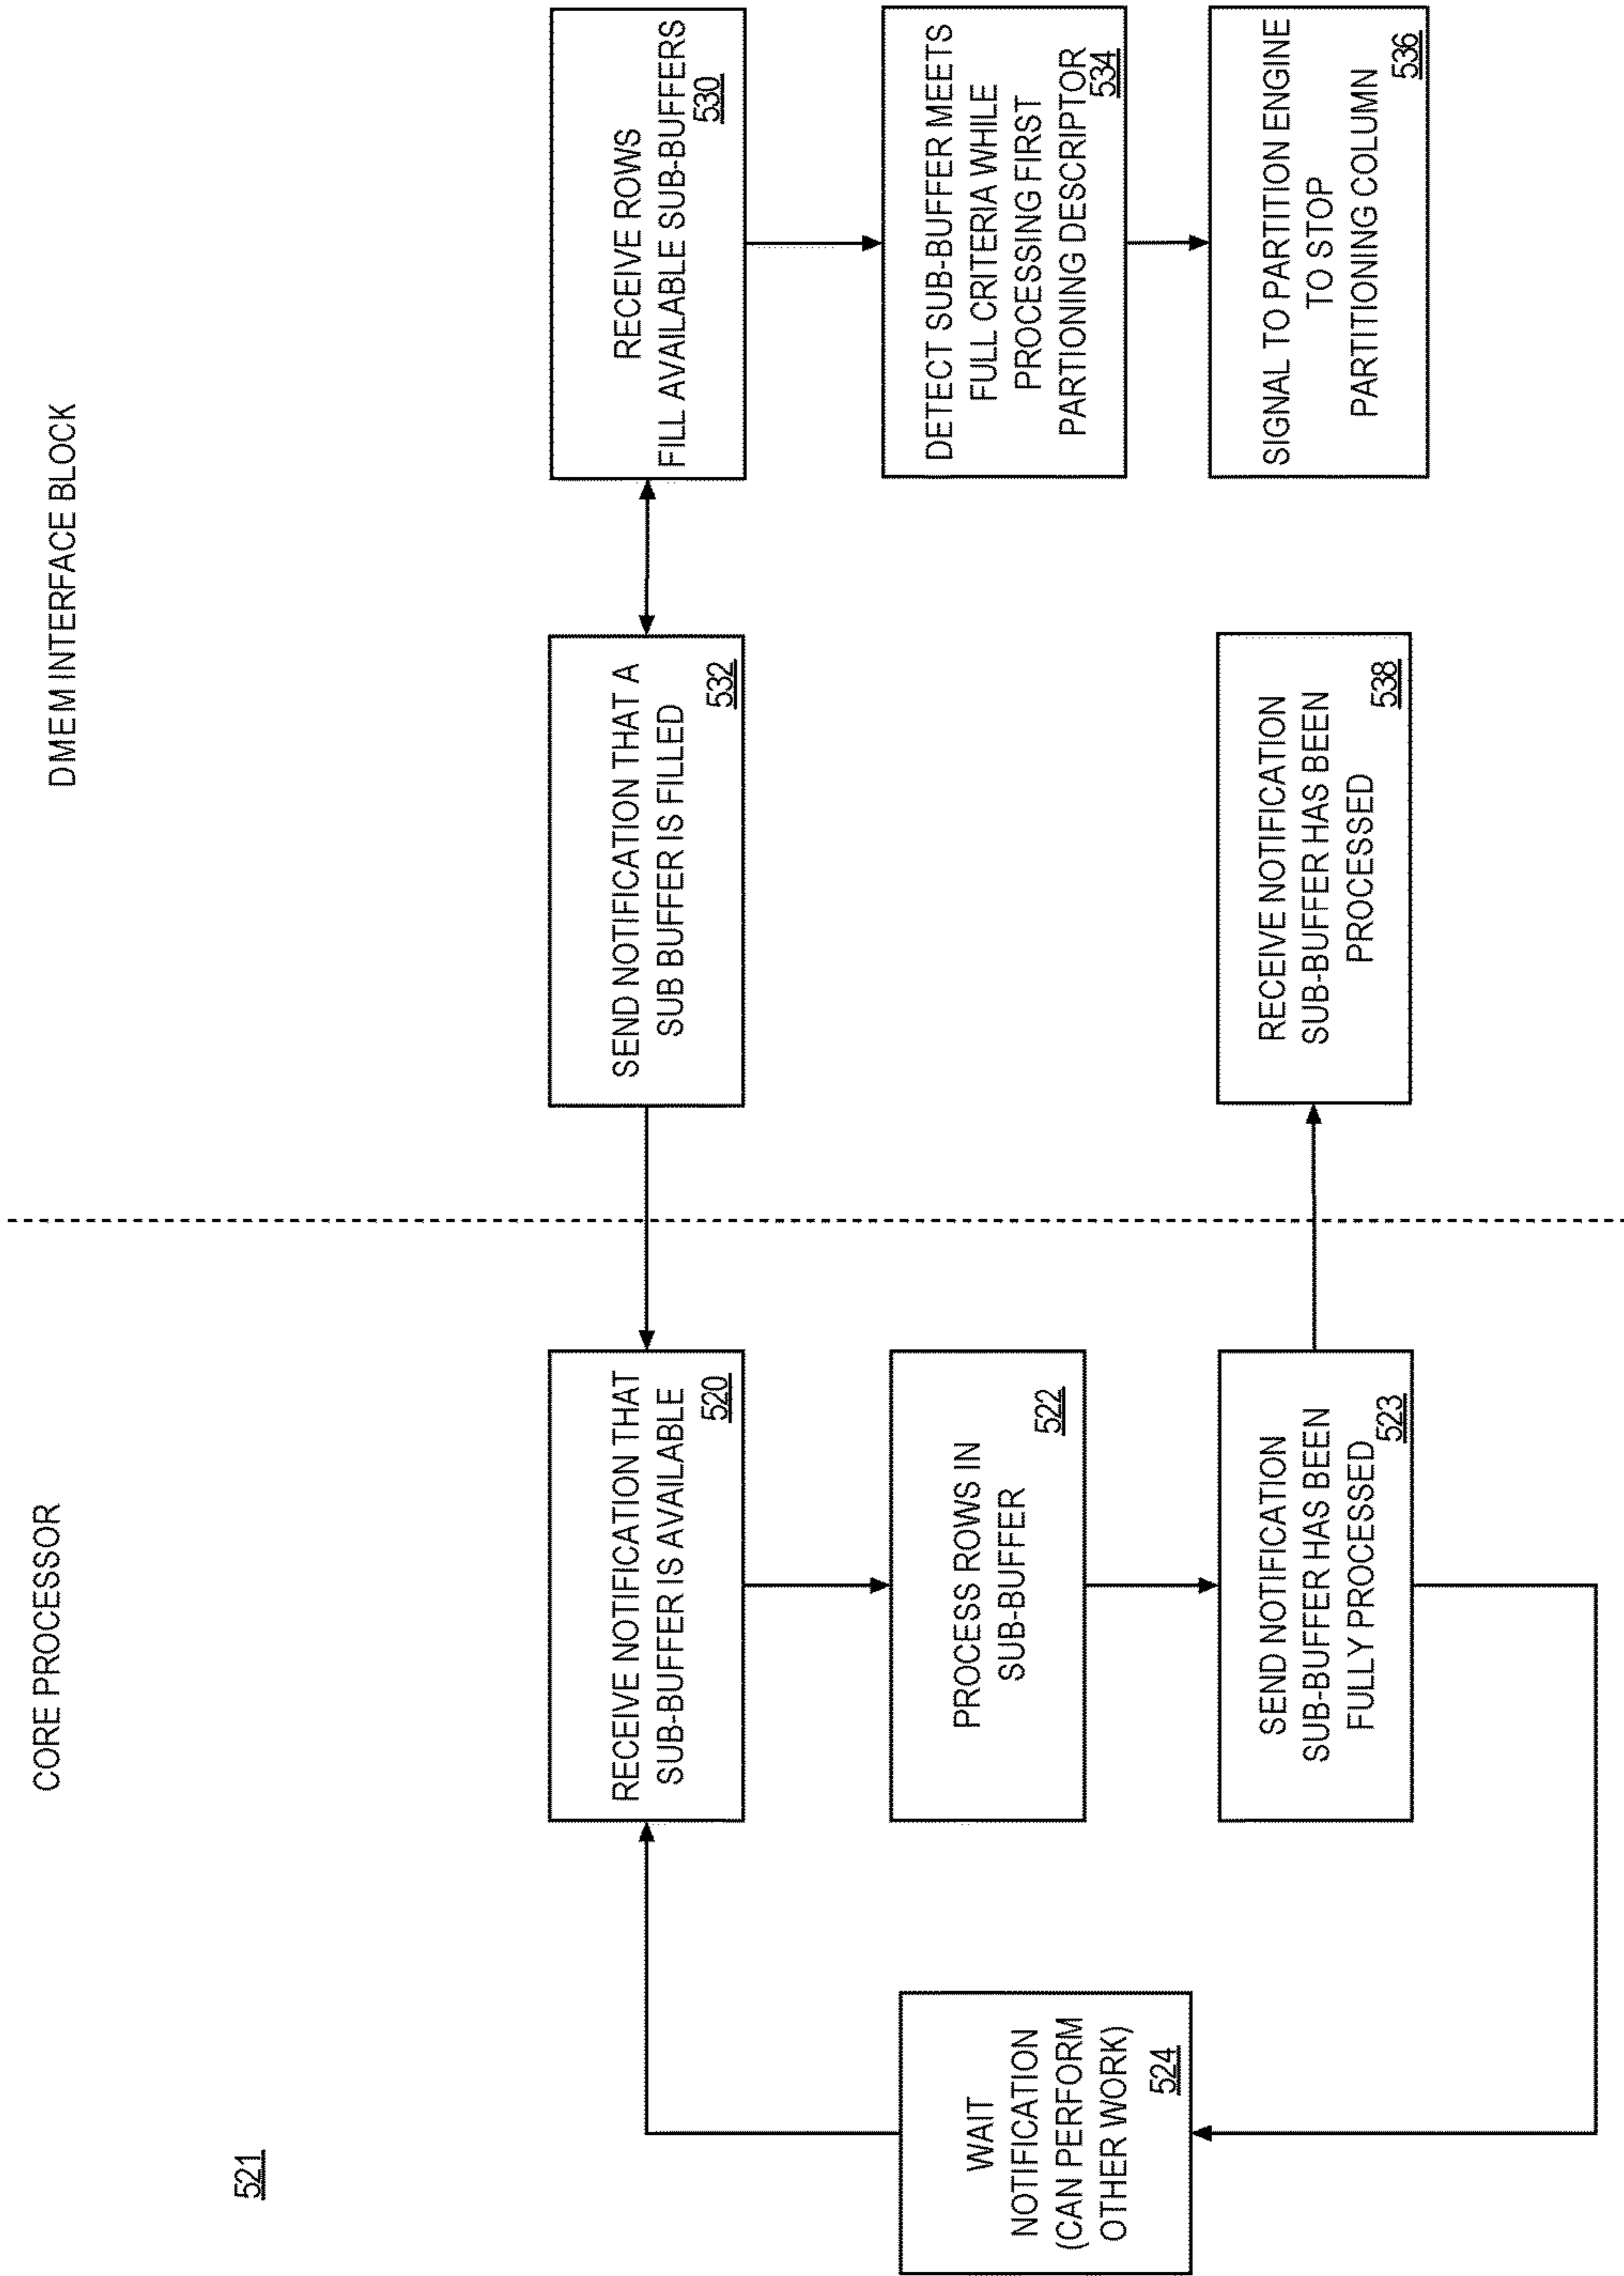 521
CORE PROCESSOR
DMEM INTERFACE BLOCK
WAIT
NOTIFICATION
(CAN PERFORM
OTHER WORK)
524
RECEIVE NOTIFICATION THAT
SUB-BUFFER IS AVAILABLE
520
PROCESS ROWS IN
SUB-BUFFER
522
SEND NOTIFICATION
SUB-BUFFER HAS BEEN
FULLY PROCESSED
523
SEND NOTIFICATION THAT A
SUB BUFFER IS FILLED
532
RECEIVE NOTIFICATION
SUB-BUFFER HAS BEEN
PROCESSED
538
RECEIVE ROWS
FILL AVAILABLE SUB-BUFFERS
530
DETECT SUB-BUFFER MEETS
FULL CRITERIA WHILE
PROCESSING FIRST
PARTIONING DESCRIPTOR
534
SIGNAL TO PARTITION ENGINE
TO STOP
PARTITIONING COLUMN
536